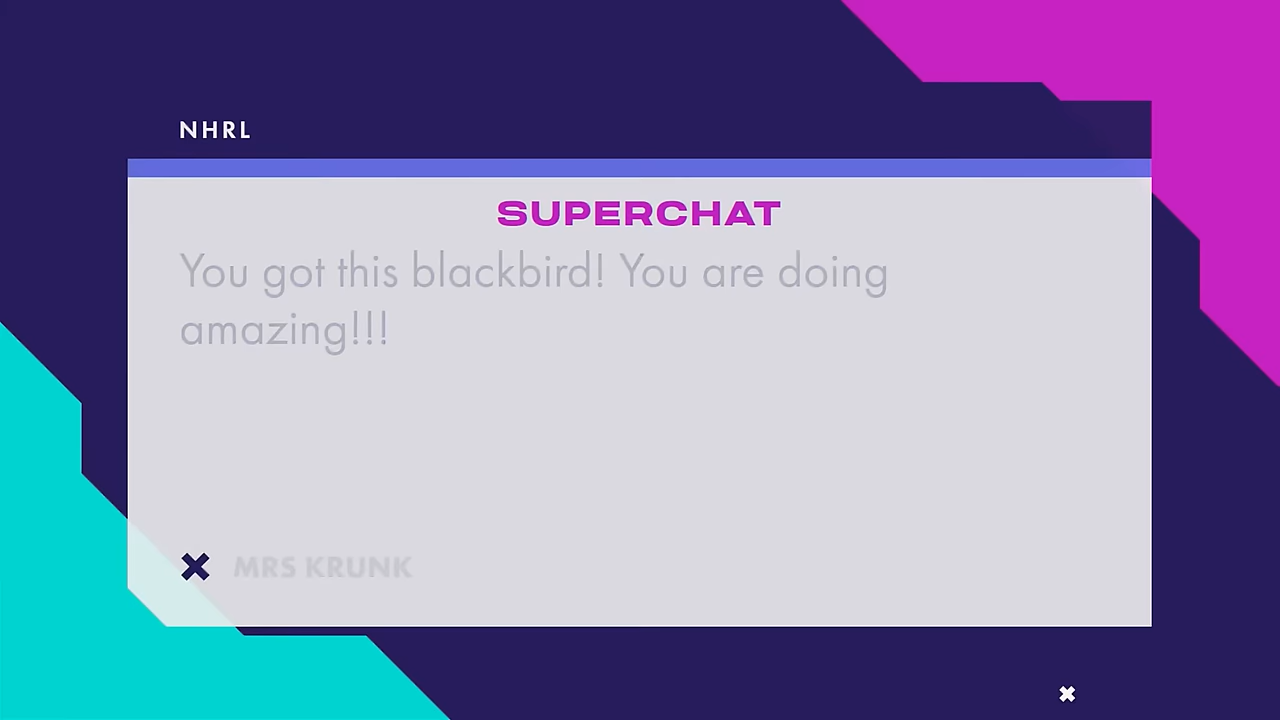 NHRL
SUPERCHAT
You got this blackbird! You are doing
amazing!!!
MRS KRUNK